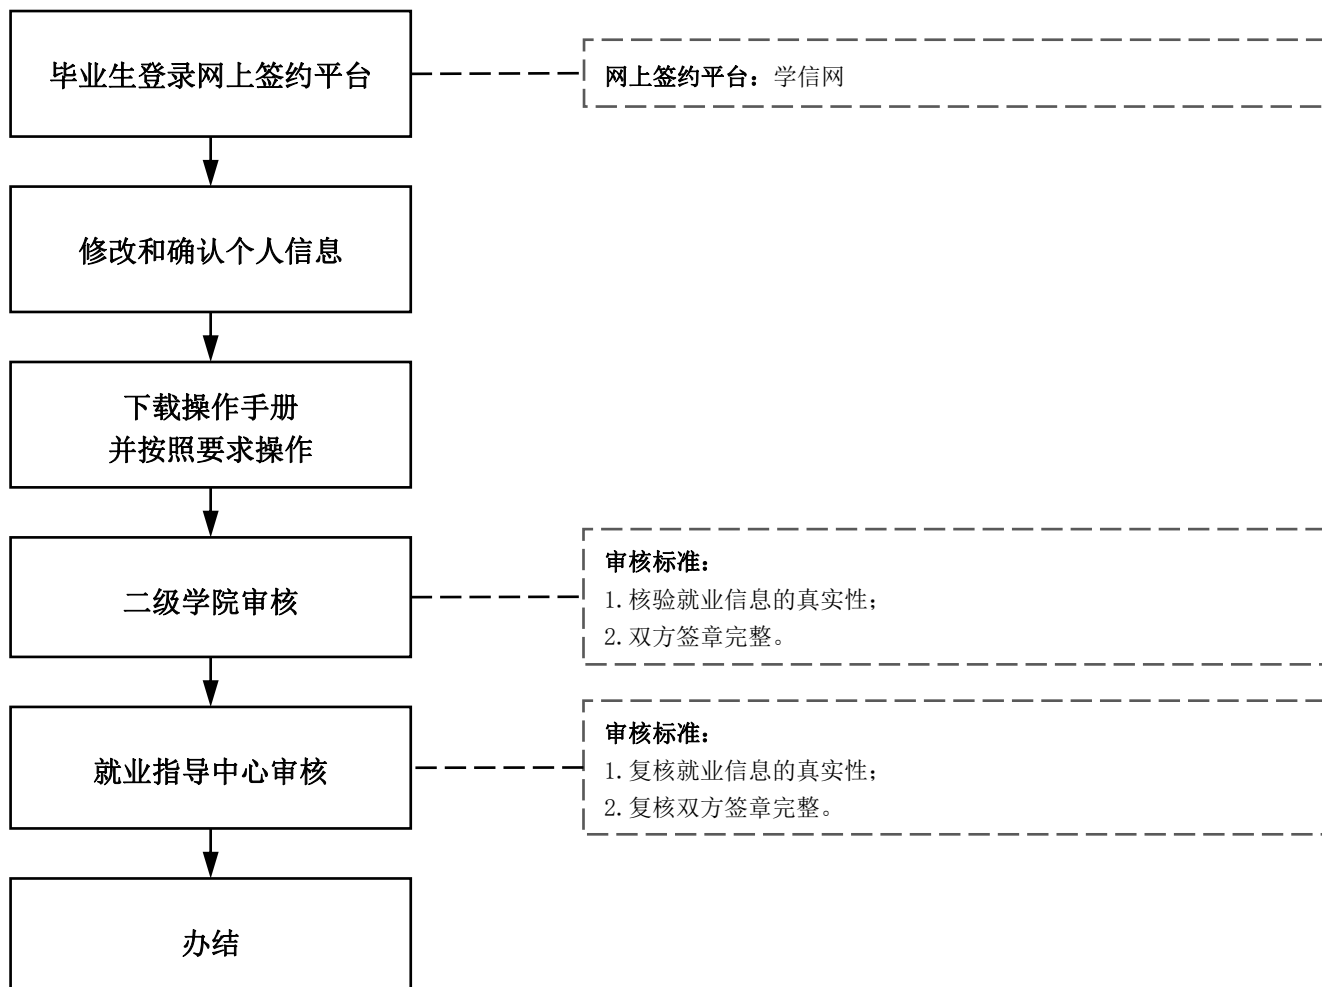 毕业生登录网上签约平台
网上签约平台：学信网
修改和确认个人信息
下载操作手册
并按照要求操作
二级学院审核
审核标准：
1.核验就业信息的真实性；
2.双方签章完整。
就业指导中心审核
审核标准：
1.复核就业信息的真实性；
2.复核双方签章完整。
办结